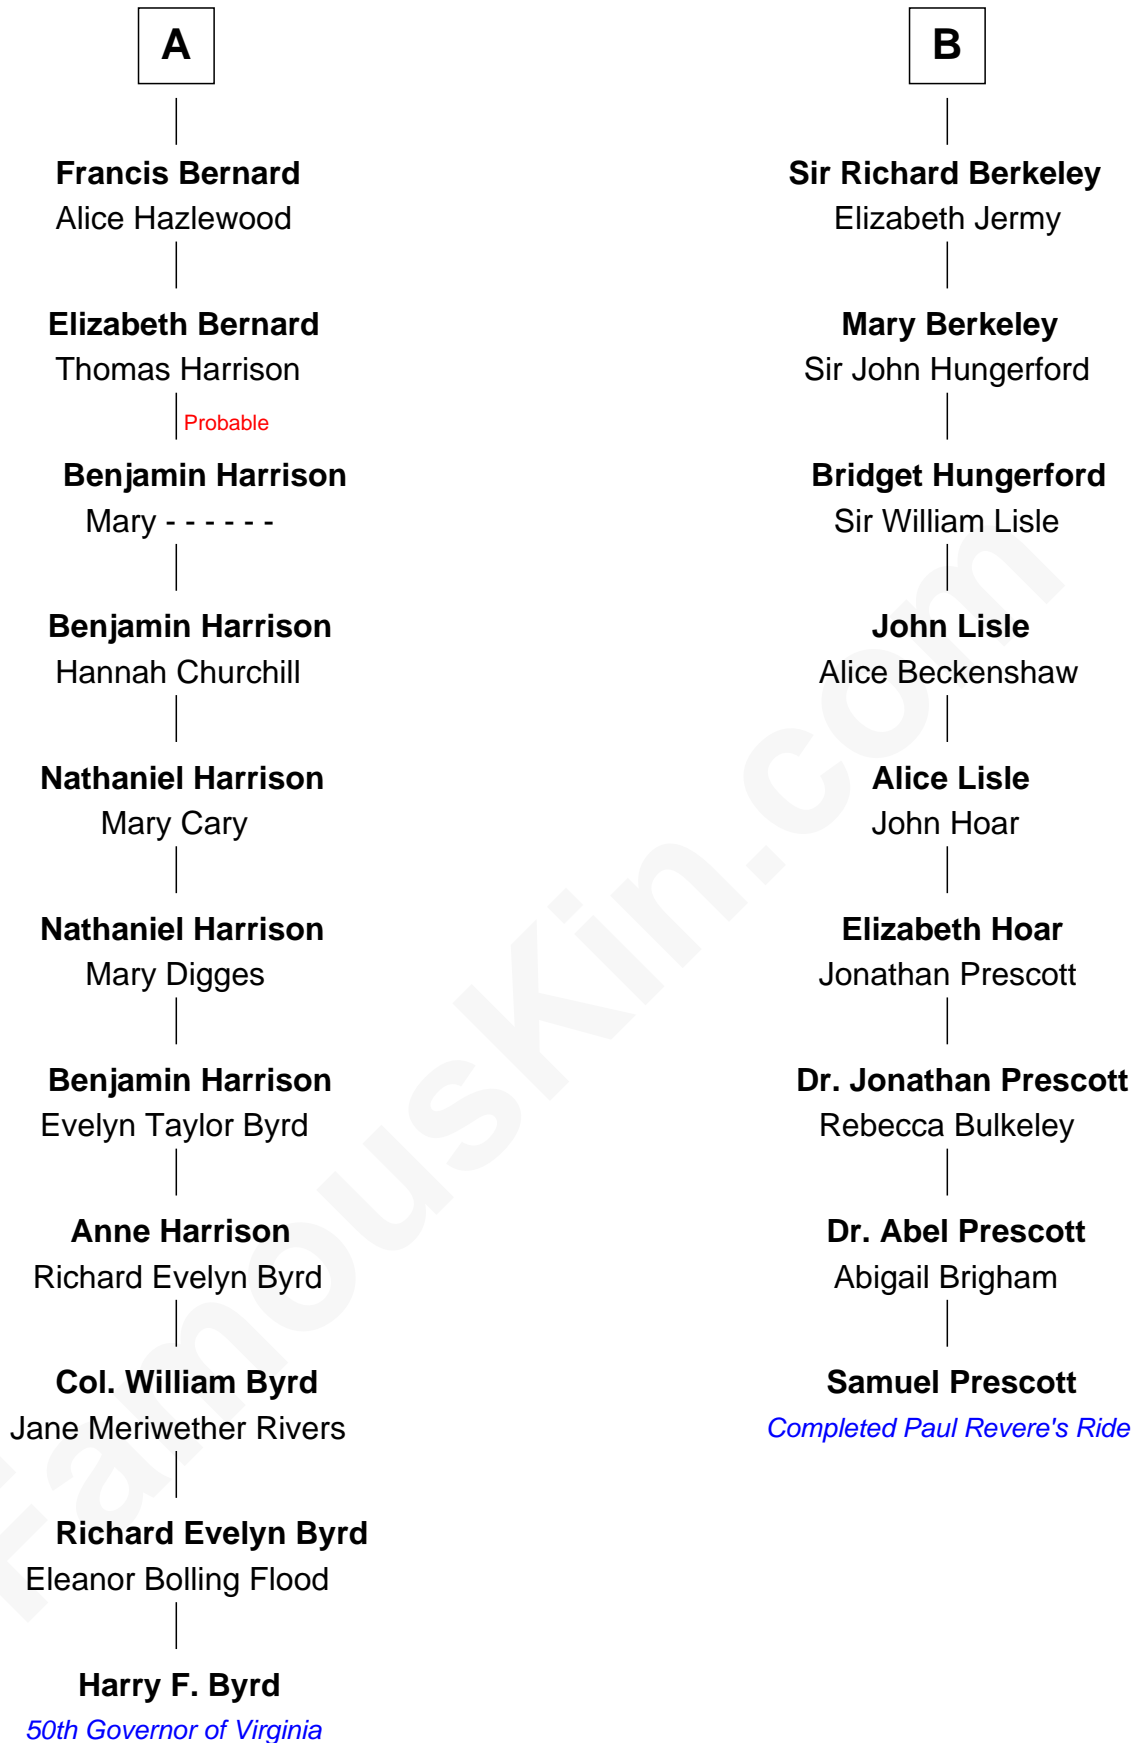 A
Francis Bernard
Alice Hazlewood
Elizabeth Bernard
Thomas Harrison
Probable
Benjamin Harrison
Mary - - - - - -
Benjamin Harrison
Hannah Churchill
Nathaniel Harrison
Mary Cary
Nathaniel Harrison
Mary Digges
Benjamin Harrison
Evelyn Taylor Byrd
Anne Harrison
Richard Evelyn Byrd
Col. William Byrd
Jane Meriwether Rivers
Richard Evelyn Byrd
Eleanor Bolling Flood
Harry F. Byrd
50th Governor of Virginia
B
Sir Richard Berkeley
Elizabeth Jermy
Mary Berkeley
Sir John Hungerford
Bridget Hungerford
Sir William Lisle
John Lisle
Alice Beckenshaw
Alice Lisle
John Hoar
Elizabeth Hoar
Jonathan Prescott
Dr. Jonathan Prescott
Rebecca Bulkeley
Dr. Abel Prescott
Abigail Brigham
Samuel Prescott
Completed Paul Revere's Ride
FamousKin.com